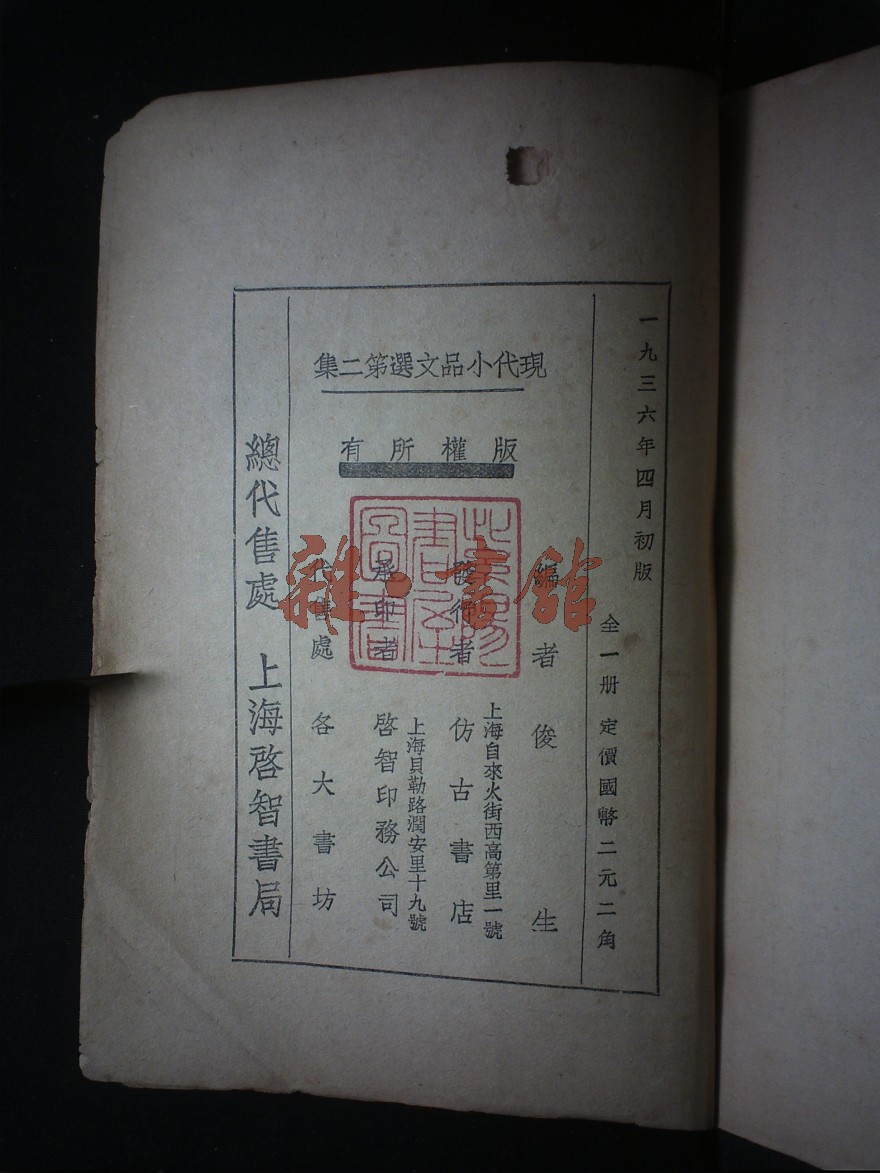 一九三六年四月初版
全一册定價國幣二元二角
現代小品文選第二集
版權所有
編者俊生
上海自來火街西高第里一號
發行者仿古書店
上海貝勒路潤安里十九號
承印者啓智印務公司
代售處各大書坊
總代售處 上海啓智書局
雜·書館